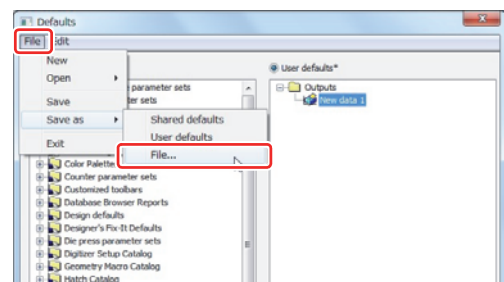 Defaults
File Edit
New
Open
Save
Save as
Exit
Shared defaults
User defaults
File...
parameter sets
ter sets
Color Palette
Counter parameter sets
Customized toolbars
Database Browser Reports
Design defaults
Designer's Fix-It Defaults
Die press parameter sets
Digitizer Setup Catalog
Geometry Macro Catalog
Hatch Catalog
User defaults*
Outputs
New data 1